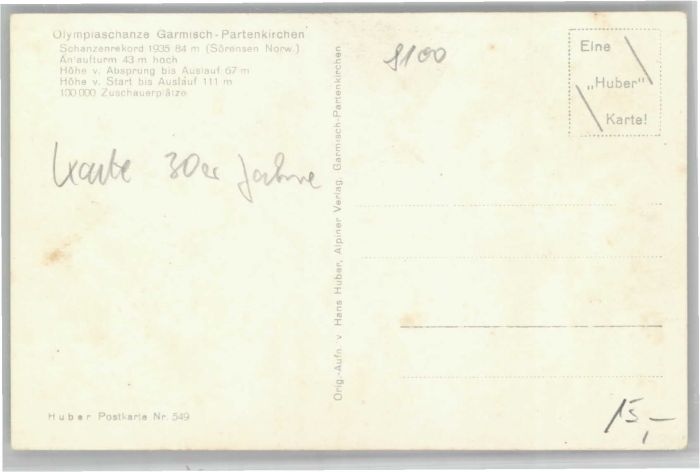 Olympiaschanze Garmisch-Partenkirchen
Schanzenrekord 1935 84 m (Sörensen Norw.)
Anlaufturm 43 m hoch
Höhe v. Absprung bis Auslauf 67 m
Höhe v. Start bis Auslauf 111 m
130 000 Zuschauerplätze
Karte 30er Jahre
Huber Postkarte Nr. 549
Orig.-Aufn. v. Hans Huber, Alpiner Verlag, Garmisch-Partenkirchen
8100
Eine
„Huber"
Karte!
15,-